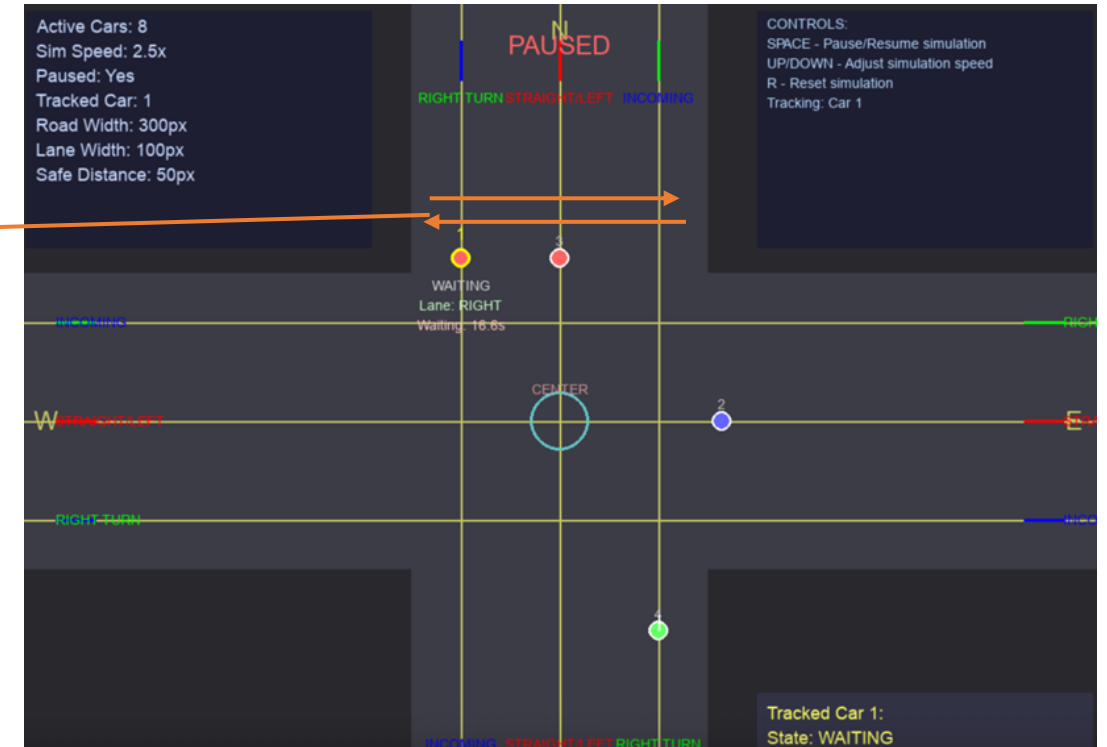 Active Cars: 8
Sim Speed: 2.5x
Paused: Yes
Tracked Car: 1
Road Width: 300px
Lane Width: 100px
Safe Distance: 50px
N
PAUSED
RIGHT TURN STRAIGHT/LEFT INCOMING
CONTROLS:
SPACE - Pause/Resume simulation
UP/DOWN - Adjust simulation speed
R - Reset simulation
Tracking: Car 1
1
3
WAITING
Lane: RIGHT
Waiting: 16.6s
INCOMING
RIGH
CENTER
2
W STRAIGHT/LEFT
E STRA
RIGHT TURN
INCO
4
INCOMING STRAIGHT/LEFT RIGHT TURN
Tracked Car 1:
State: WAITING